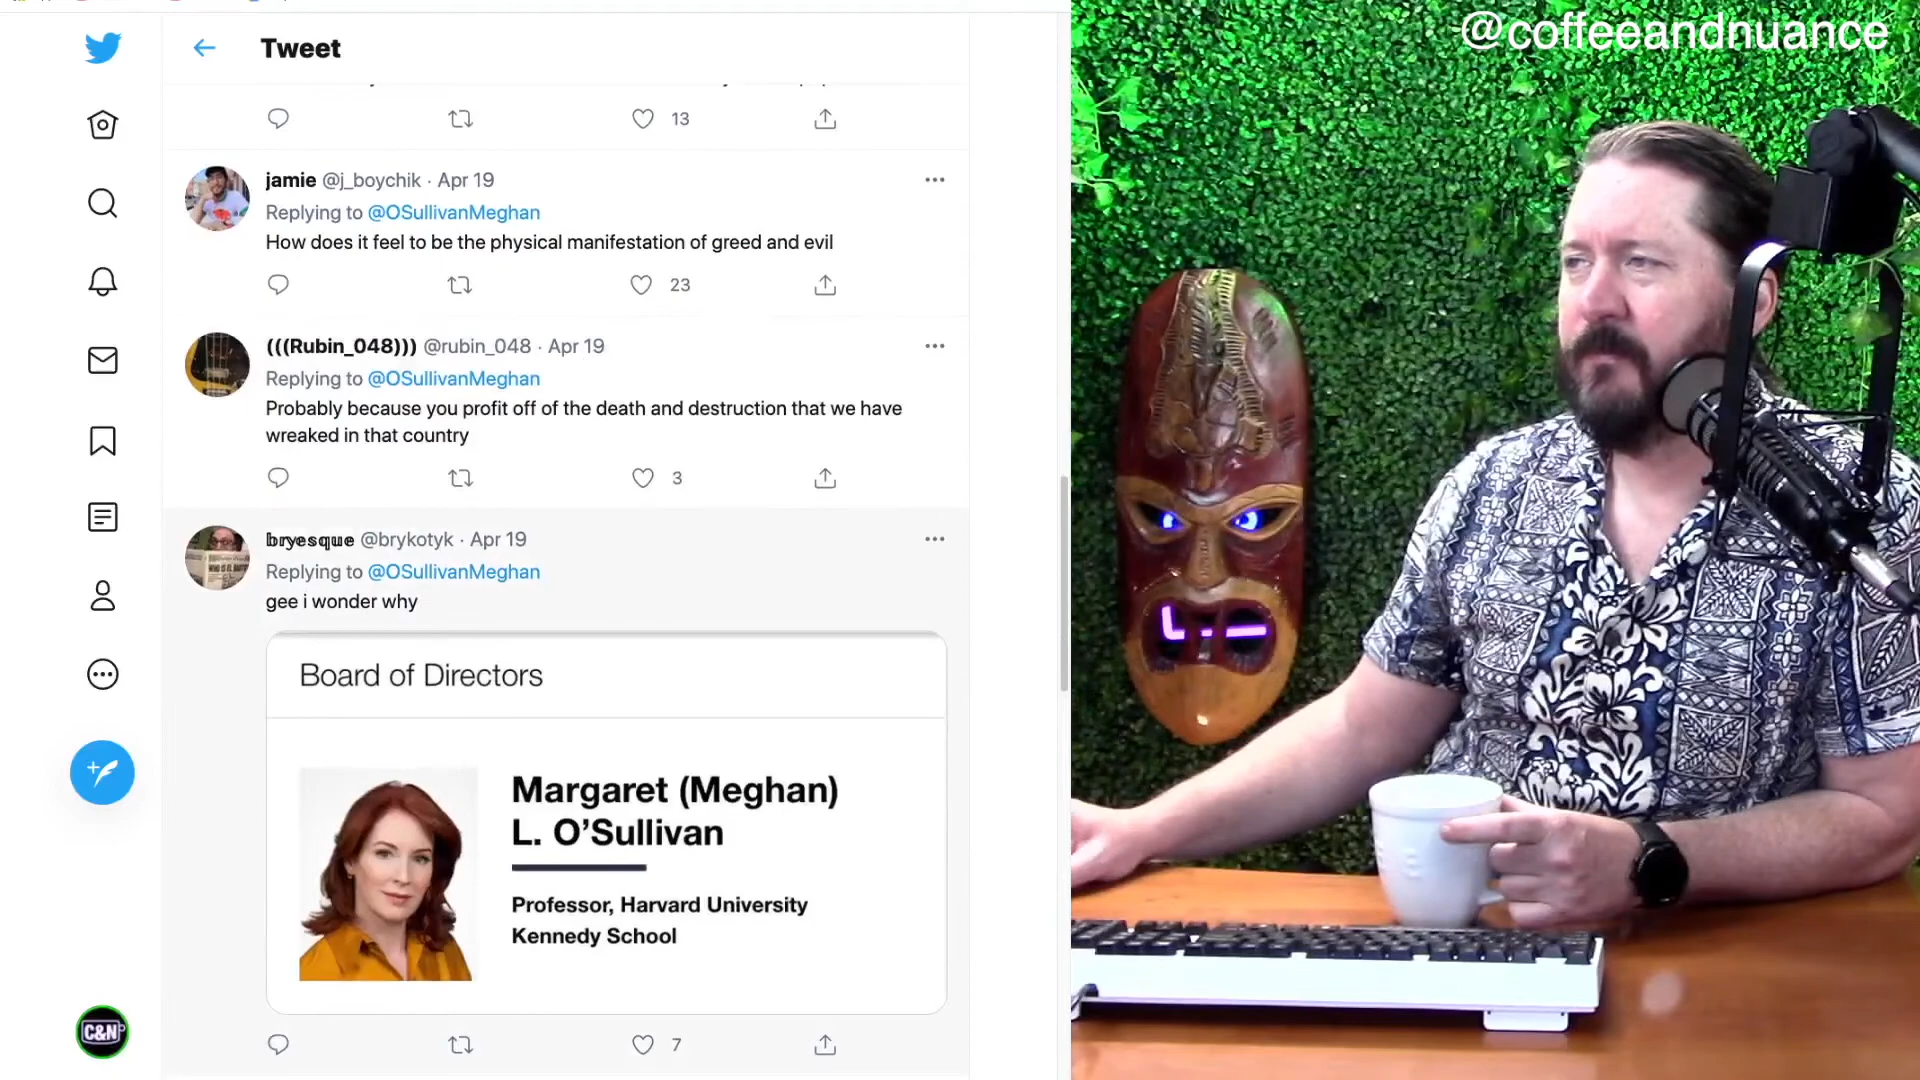 @coffeeandnuance
Tweet
13
jamie @j_boychik · Apr 19
Replying to @OSullivanMeghan
How does it feel to be the physical manifestation of greed and evil
23
(((Rubin_048))) @rubin_048 · Apr 19
Replying to @OSullivanMeghan
Probably because you profit off of the death and destruction that we have
wreaked in that country
3
𝕓𝕣𝕪𝕖𝕤𝕢𝕦𝕖 @brykotyk · Apr 19
Replying to @OSullivanMeghan
gee i wonder why
Board of Directors
Margaret (Meghan)
L. O’Sullivan
Professor, Harvard University
Kennedy School
7
C&N